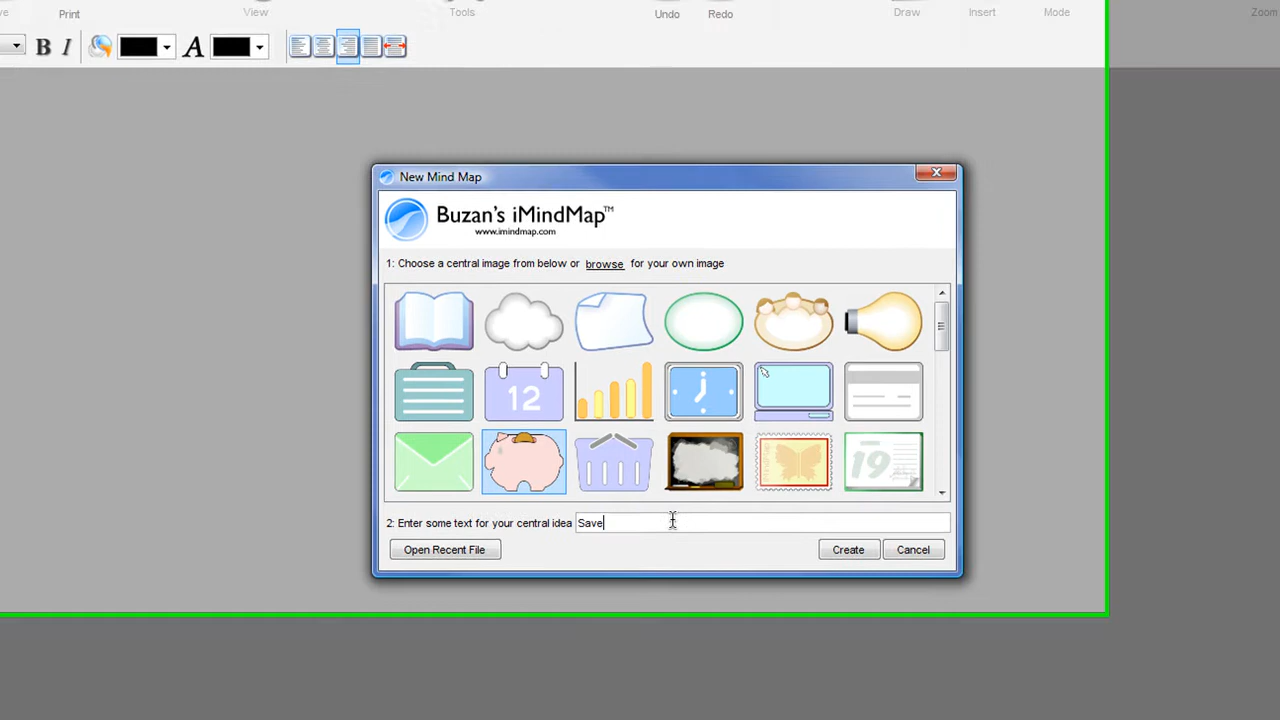 Print View Tools Undo Redo Draw Insert Mode Zoom
B I A
New Mind Map
Buzan's iMindMap™
www.imindmap.com
1: Choose a central image from below or browse for your own image
12
19
2: Enter some text for your central idea Save
Open Recent File Create Cancel